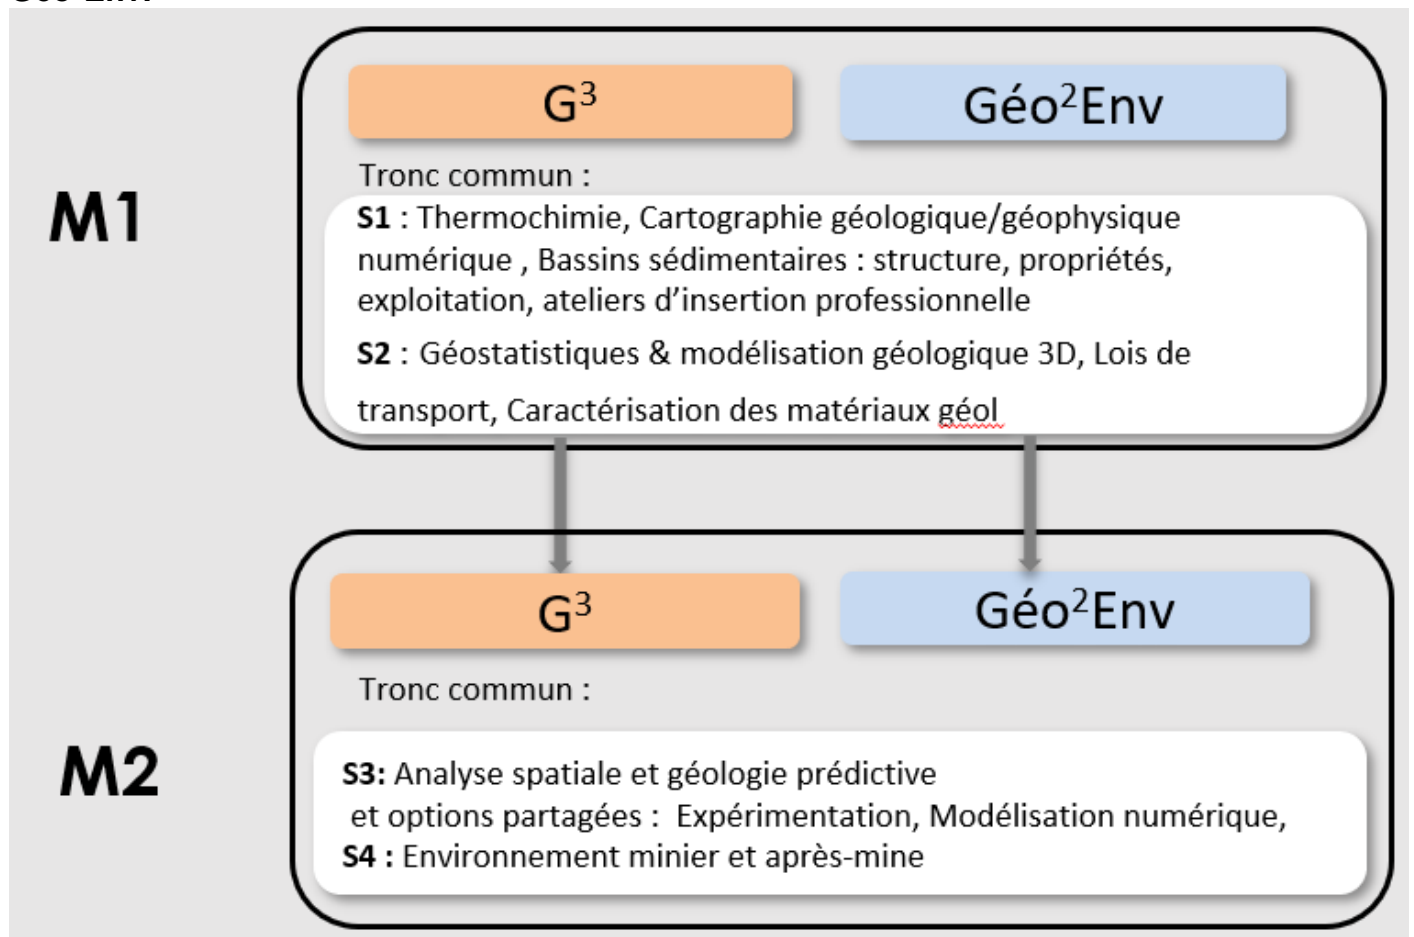 G³
Géo²Env
Tronc commun :
M1
S1 : Thermochimie, Cartographie géologique/géophysique
numérique , Bassins sédimentaires : structure, propriétés,
exploitation, ateliers d’insertion professionnelle
S2 : Géostatistiques & modélisation géologique 3D, Lois de
transport, Caractérisation des matériaux géol
G³
Géo²Env
Tronc commun :
M2
S3: Analyse spatiale et géologie prédictive
et options partagées : Expérimentation, Modélisation numérique,
S4 : Environnement minier et après-mine